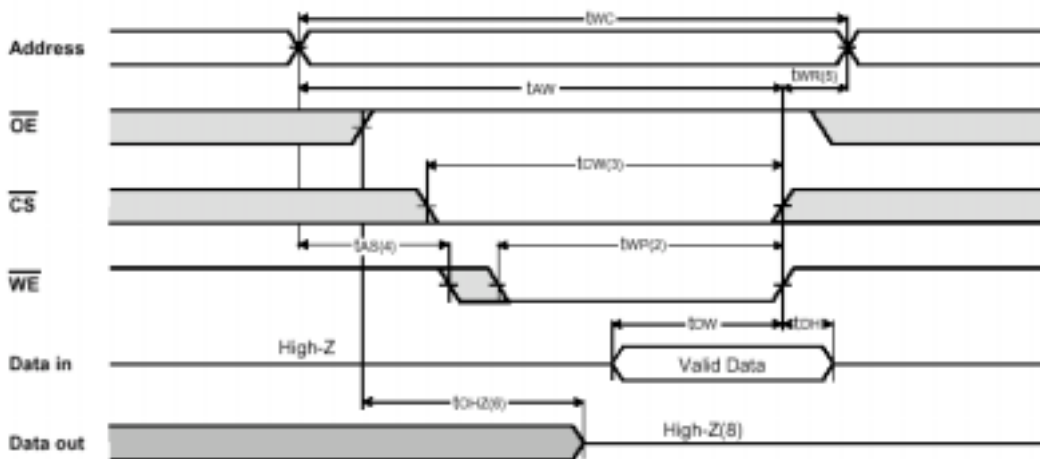 tWC
Address
tWR(5)
tAW
OE
tCW(3)
CS
tAS(4)
tWP(2)
WE
tDW
tDH
High-Z
Data in
Valid Data
tOHZ(6)
High-Z(8)
Data out